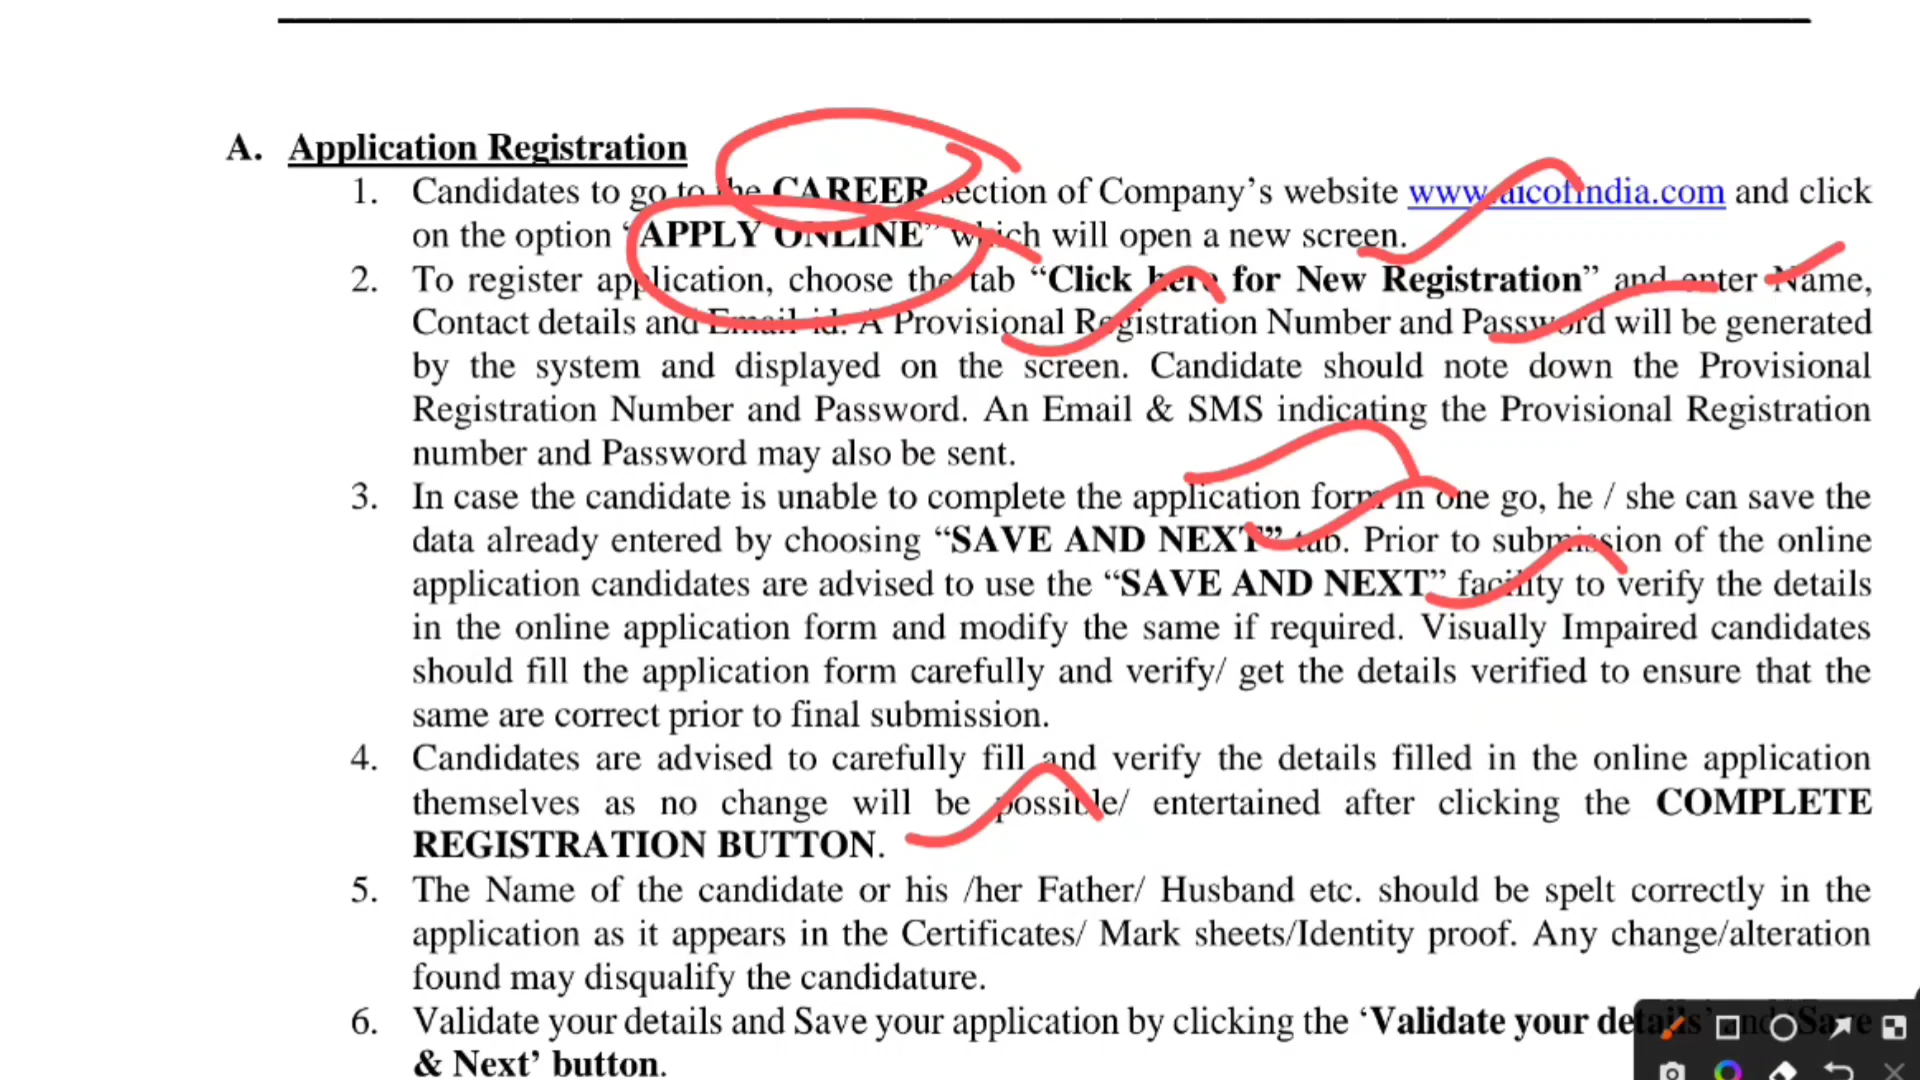 A. Application Registration
1. Candidates to go to the CAREER section of Company’s website www.aicofindia.com and click
on the option “APPLY ONLINE” which will open a new screen.
2. To register application, choose the tab “Click here for New Registration” and enter Name,
Contact details and Email-id. A Provisional Registration Number and Password will be generated
by the system and displayed on the screen. Candidate should note down the Provisional
Registration Number and Password. An Email & SMS indicating the Provisional Registration
number and Password may also be sent.
3. In case the candidate is unable to complete the application form in one go, he / she can save the
data already entered by choosing “SAVE AND NEXT” tab. Prior to submission of the online
application candidates are advised to use the “SAVE AND NEXT” facility to verify the details
in the online application form and modify the same if required. Visually Impaired candidates
should fill the application form carefully and verify/ get the details verified to ensure that the
same are correct prior to final submission.
4. Candidates are advised to carefully fill and verify the details filled in the online application
themselves as no change will be possible/ entertained after clicking the COMPLETE
REGISTRATION BUTTON.
5. The Name of the candidate or his /her Father/ Husband etc. should be spelt correctly in the
application as it appears in the Certificates/ Mark sheets/Identity proof. Any change/alteration
found may disqualify the candidature.
6. Validate your details and Save your application by clicking the ‘Validate your details’ and ‘Save
& Next’ button.